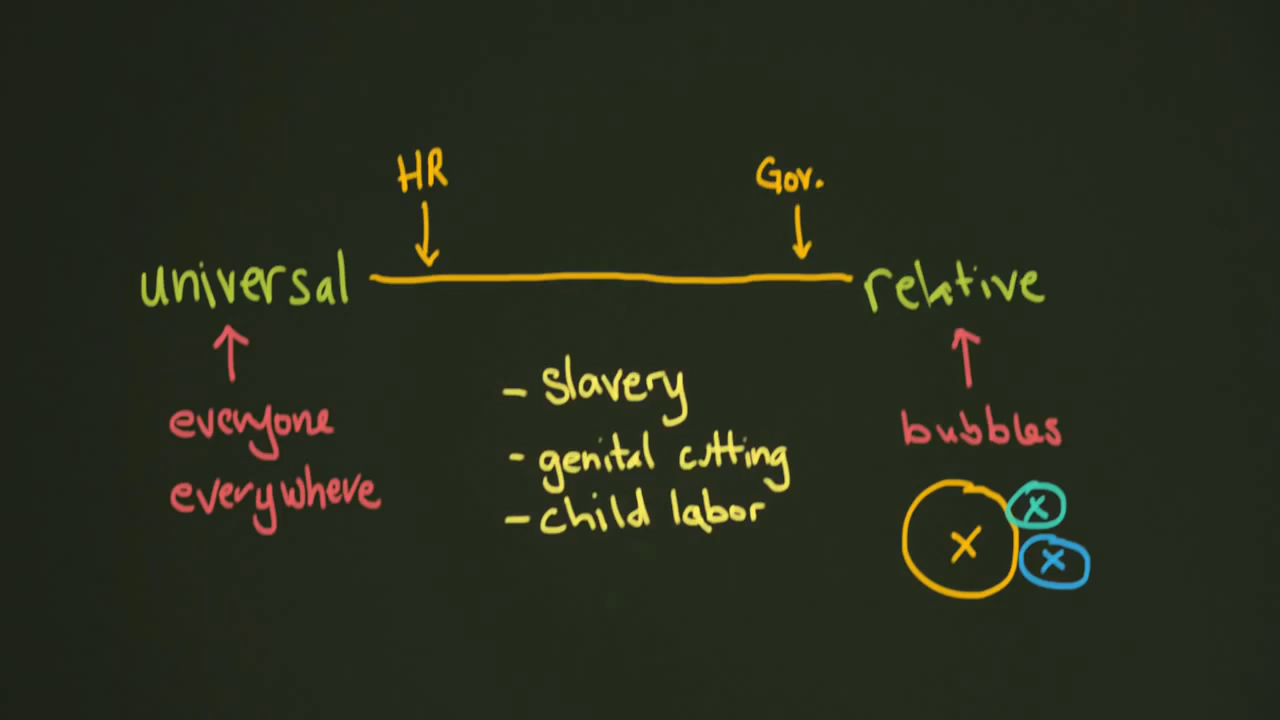 HR
Gov.
universal
relative
everyone
everywhere
- slavery
- genital cutting
- child labor
bubbles
x
x
x